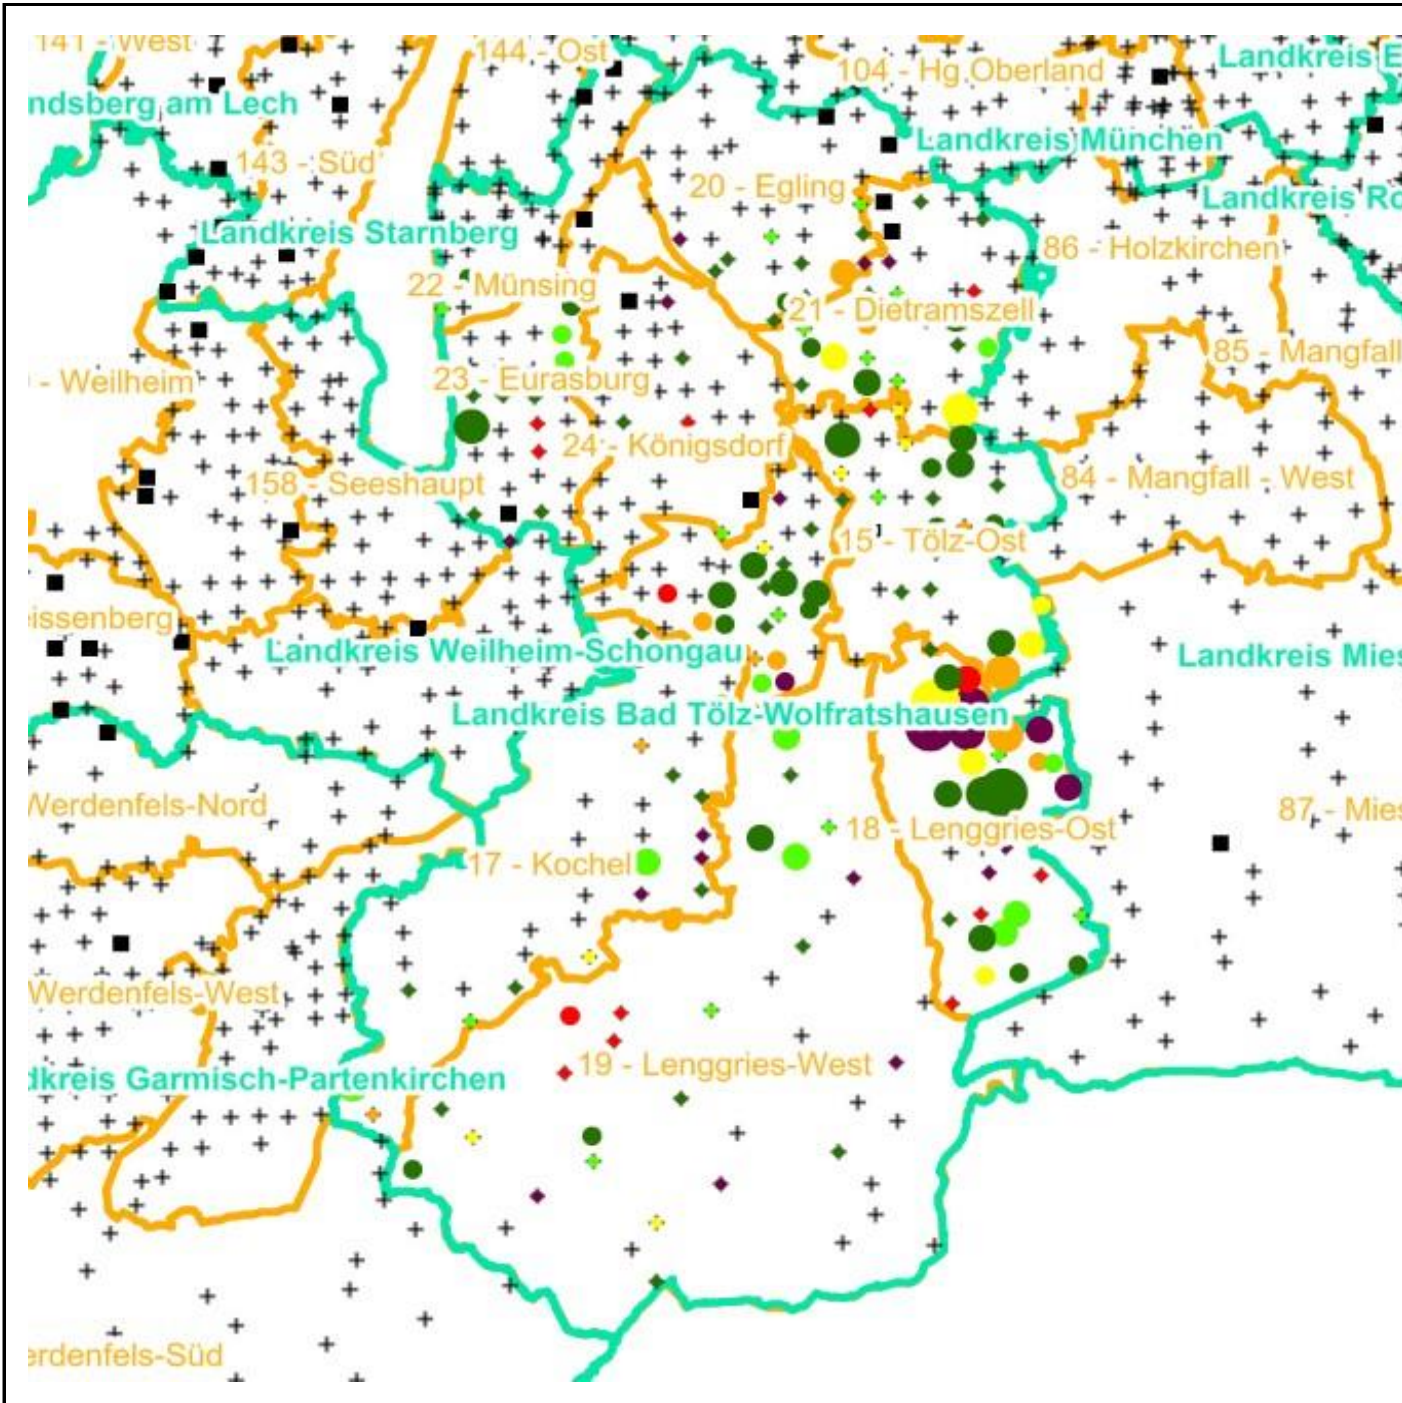 141 - West
144 - Ost
Landkreis E
104 - Hg Oberland
ndsberg am Lech
Landkreis München
143 - Süd
20 - Egling
Landkreis Ro
Landkreis Starnberg
86 - Holzkirchen
22 - Münsing
21 - Dietramszell
85 - Mangfall
- Weilheim
23 - Eurasburg
24 - Königsdorf
158 - Seeshaupt
84 - Mangfall - West
15 - Tölz-Ost
eissenberg
Landkreis Weilheim-Schongau
Landkreis Mies
Landkreis Bad Tölz-Wolfratshausen
Werdenfels-Nord
87 - Mies
18 - Lenggries-Ost
17 - Kochel
Werdenfels-West
19 - Lenggries-West
dkreis Garmisch-Partenkirchen
erdenfels-Süd